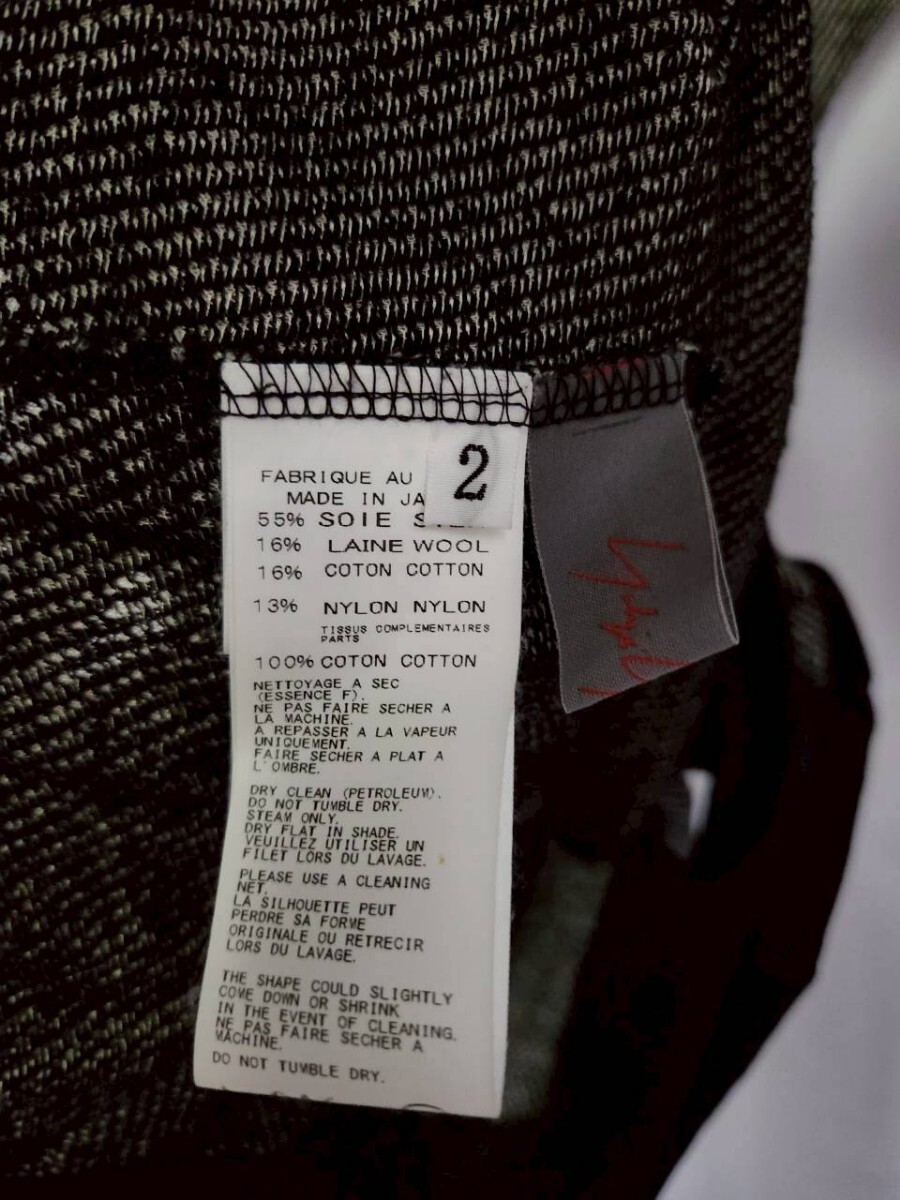 2
FABRIQUE AU
MADE IN JA
55% SOIE
16% LAINE WOOL
16% COTON COTTON
13% NYLON NYLON
TISSUS COMPLEMENTAIRES
PARTS
100% COTON COTTON
NETTOYAGE A SEC
(ESSENCE F).
NE PAS FAIRE SECHER A
LA MACHINE.
A REPASSER A LA VAPEUR
UNIQUEMENT.
FAIRE SECHER A PLAT A
L'OMBRE.
DRY CLEAN (PETROLEUM).
DO NOT TUMBLE DRY.
STEAM ONLY.
DRY FLAT IN SHADE.
VEUILLEZ UTILISER UN
FILET LORS DU LAVAGE.
PLEASE USE A CLEANING
NET.
LA SILHOUETTE PEUT
PERDRE SA FORME
ORIGINALE OU RETRECIR
LORS DU LAVAGE.
THE SHAPE COULD SLIGHTLY
COME DOWN OR SHRINK
IN THE EVENT OF CLEANING.
NE PAS FAIRE SECHER A
MACHINE.
DO NOT TUMBLE DRY.